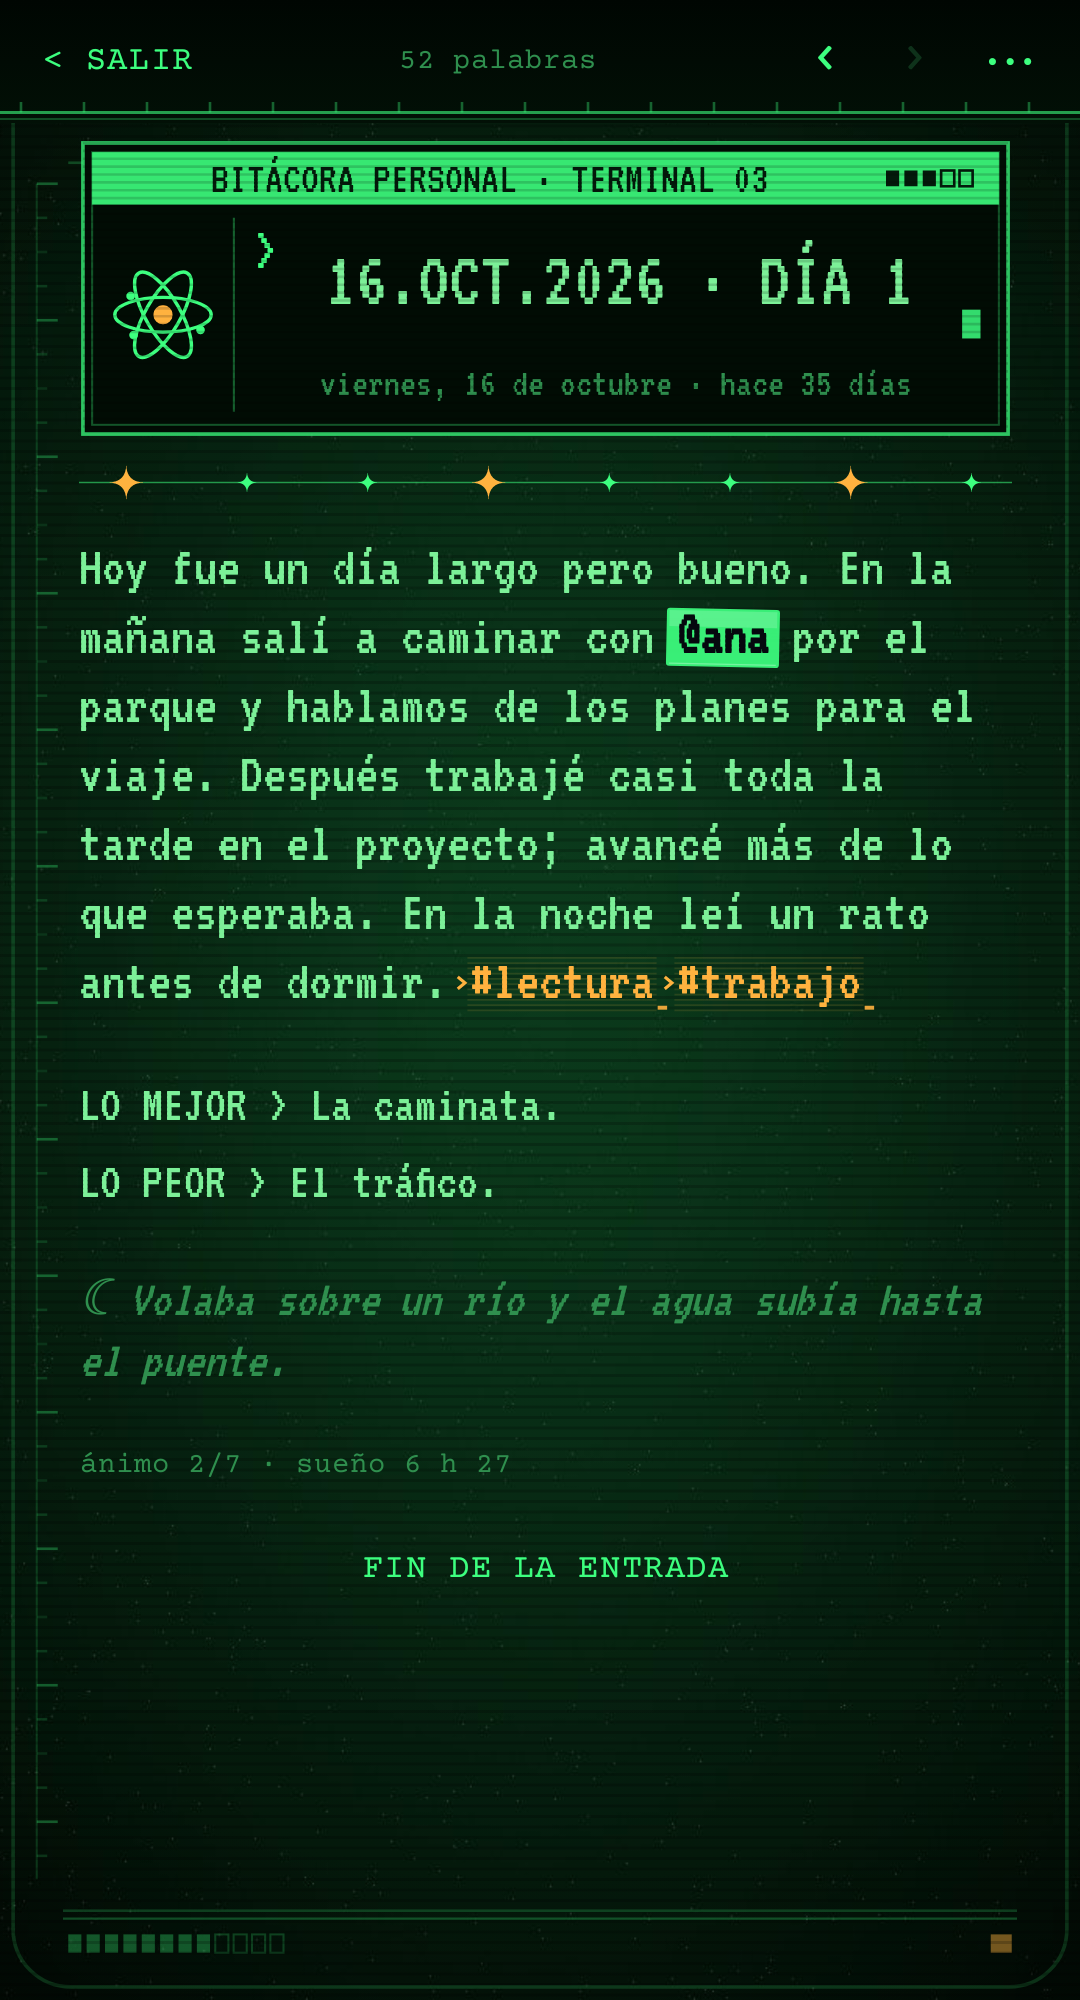 < SALIR 52 palabras ...
BITÁCORA PERSONAL · TERMINAL 03
16.OCT.2026 · DÍA 1
viernes, 16 de octubre · hace 35 días
Hoy fue un día largo pero bueno. En la
mañana salí a caminar con @ana por el
parque y hablamos de los planes para el
viaje. Después trabajé casi toda la
tarde en el proyecto; avancé más de lo
que esperaba. En la noche leí un rato
antes de dormir. ›#lectura_ ›#trabajo_
LO MEJOR › La caminata.
LO PEOR › El tráfico.
☾ Volaba sobre un río y el agua subía hasta
el puente.
ánimo 2/7 · sueño 6 h 27
FIN DE LA ENTRADA